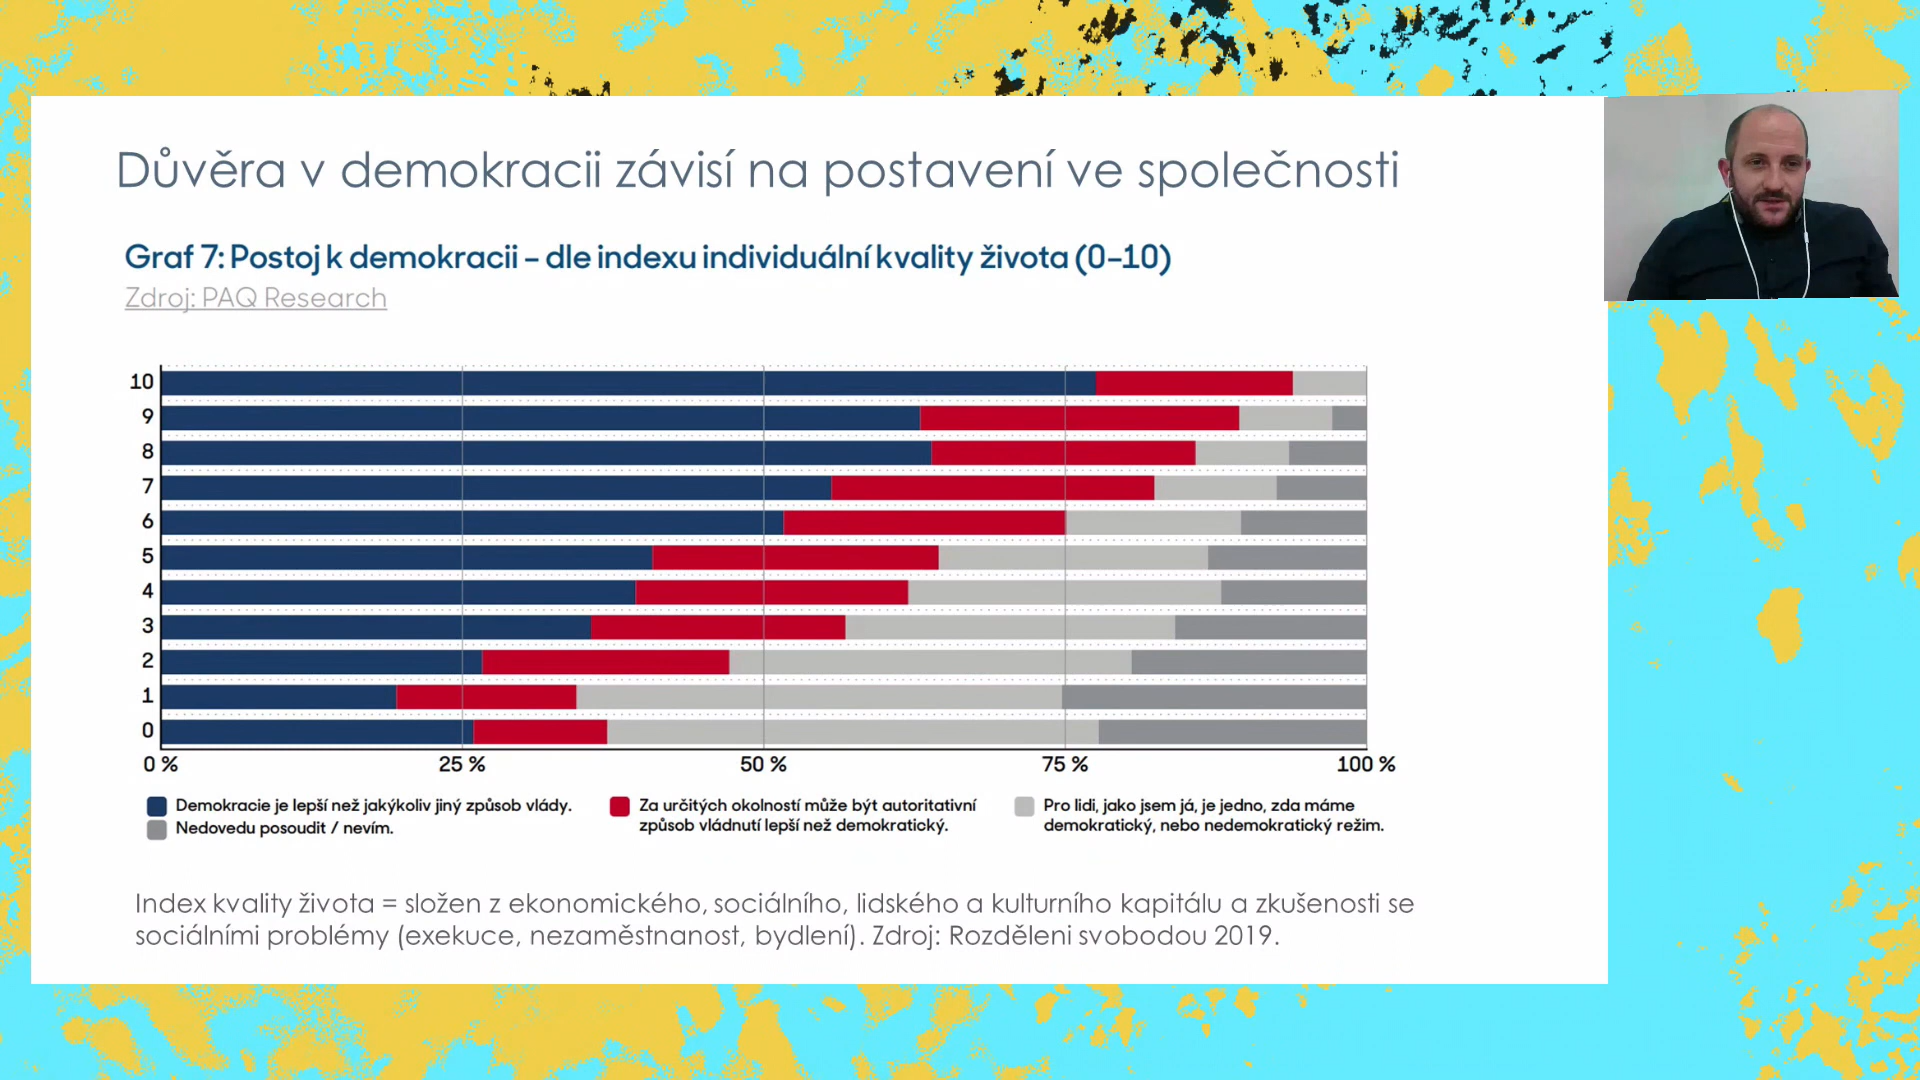 Důvěra v demokracii závisí na postavení ve společnosti
Graf 7: Postoj k demokracii – dle indexu individuální kvality života (0–10)
Zdroj: PAQ Research
10
9
8
7
6
5
4
3
2
1
0
0 %
25 %
50 %
75 %
100 %
Demokracie je lepší než jakýkoliv jiný způsob vlády.
Nedovedu posoudit / nevím.
Za určitých okolností může být autoritativní
způsob vládnutí lepší než demokratický.
Pro lidi, jako jsem já, je jedno, zda máme
demokratický, nebo nedemokratický režim.
Index kvality života = složen z ekonomického, sociálního, lidského a kulturního kapitálu a zkušenosti se
sociálními problémy (exekuce, nezaměstnanost, bydlení). Zdroj: Rozděleni svobodou 2019.